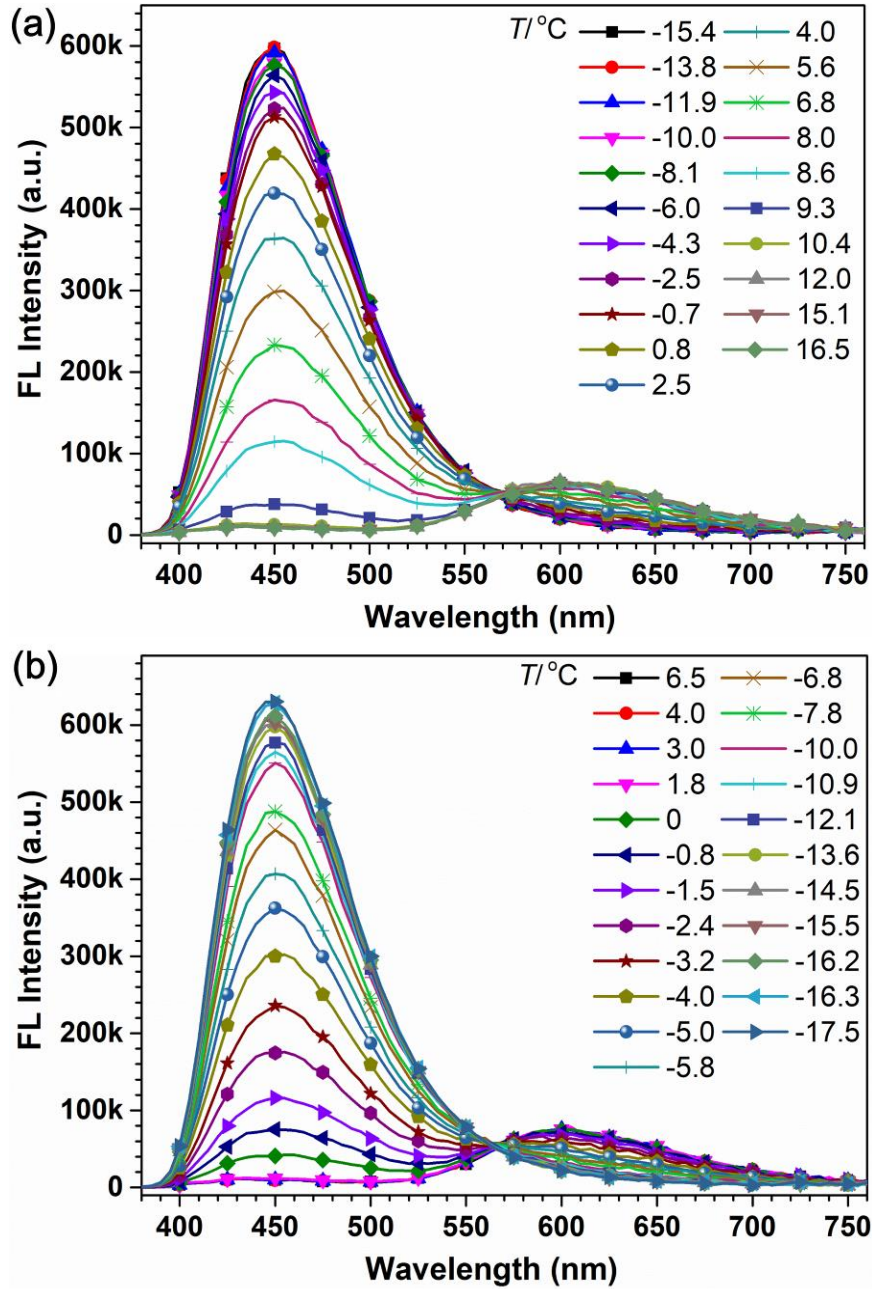 (a)
T/ °C
-15.4 4.0
-13.8 5.6
-11.9 6.8
-10.0 8.0
-8.1 8.6
-6.0 9.3
-4.3 10.4
-2.5 12.0
-0.7 15.1
0.8 16.5
2.5
600k
500k
400k
300k
200k
100k
0
FL Intensity (a.u.)
400 450 500 550 600 650 700 750
Wavelength (nm)
(b)
T/ °C
6.5 -6.8
4.0 -7.8
3.0 -10.0
1.8 -10.9
0 -12.1
-0.8 -13.6
-1.5 -14.5
-2.4 -15.5
-3.2 -16.2
-4.0 -16.3
-5.0 -17.5
-5.8
600k
500k
400k
300k
200k
100k
0
FL Intensity (a.u.)
400 450 500 550 600 650 700 750
Wavelength (nm)